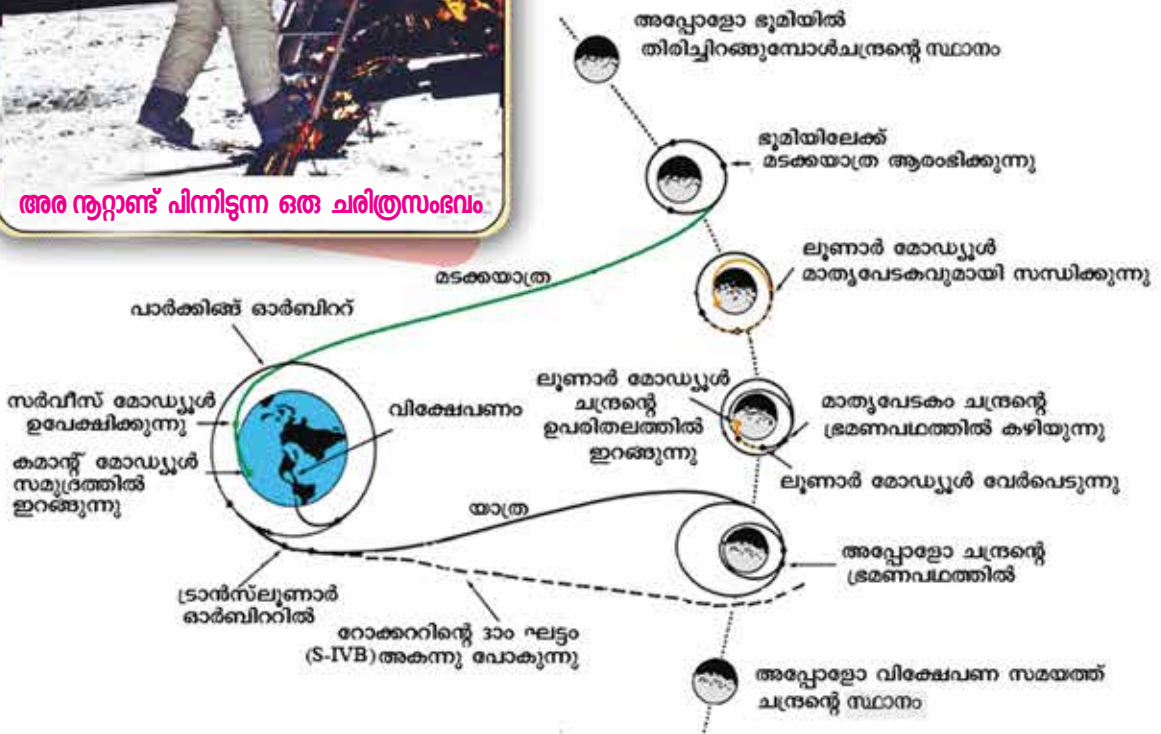 അര നൂറ്റാണ്ട് പിന്നിടുന്ന ഒരു ചരിത്രസംഭവം
അപ്പോളോ ഭൂമിയിൽ
തിരിച്ചിറങ്ങുമ്പോൾചന്ദ്രന്റെ സ്ഥാനം
ഭൂമിയിലേക്ക്
മടക്കയാത്ര ആരംഭിക്കുന്നു
ലൂണാർ മോഡ്യൂൾ
മാതൃപേടകവുമായി സന്ധിക്കുന്നു
മടക്കയാത്ര
പാർക്കിങ്ങ് ഓർബിററ്
സർവീസ് മോഡ്യൂൾ
ഉപേക്ഷിക്കുന്നു
വിക്ഷേപണം
കമാന്റ് മോഡ്യൂൾ
സമുദ്രത്തിൽ
ഇറങ്ങുന്നു
ലൂണാർ മോഡ്യൂൾ
ചന്ദ്രന്റെ
ഉപരിതലത്തിൽ
ഇറങ്ങുന്നു
മാതൃപേടകം ചന്ദ്രന്റെ
ഭ്രമണപഥത്തിൽ കഴിയുന്നു
ലൂണാർ മോഡ്യൂൾ വേർപെടുന്നു
യാത്ര
അപ്പോളോ ചന്ദ്രന്റെ
ഭ്രമണപഥത്തിൽ
ട്രാൻസ്‌ലൂണാർ
ഓർബിററിൽ
റോക്കററിന്റെ 3ാം ഘട്ടം
(S-IVB) അകന്നു പോകുന്നു
അപ്പോളോ വിക്ഷേപണ സമയത്ത്
ചന്ദ്രന്റെ സ്ഥാനം